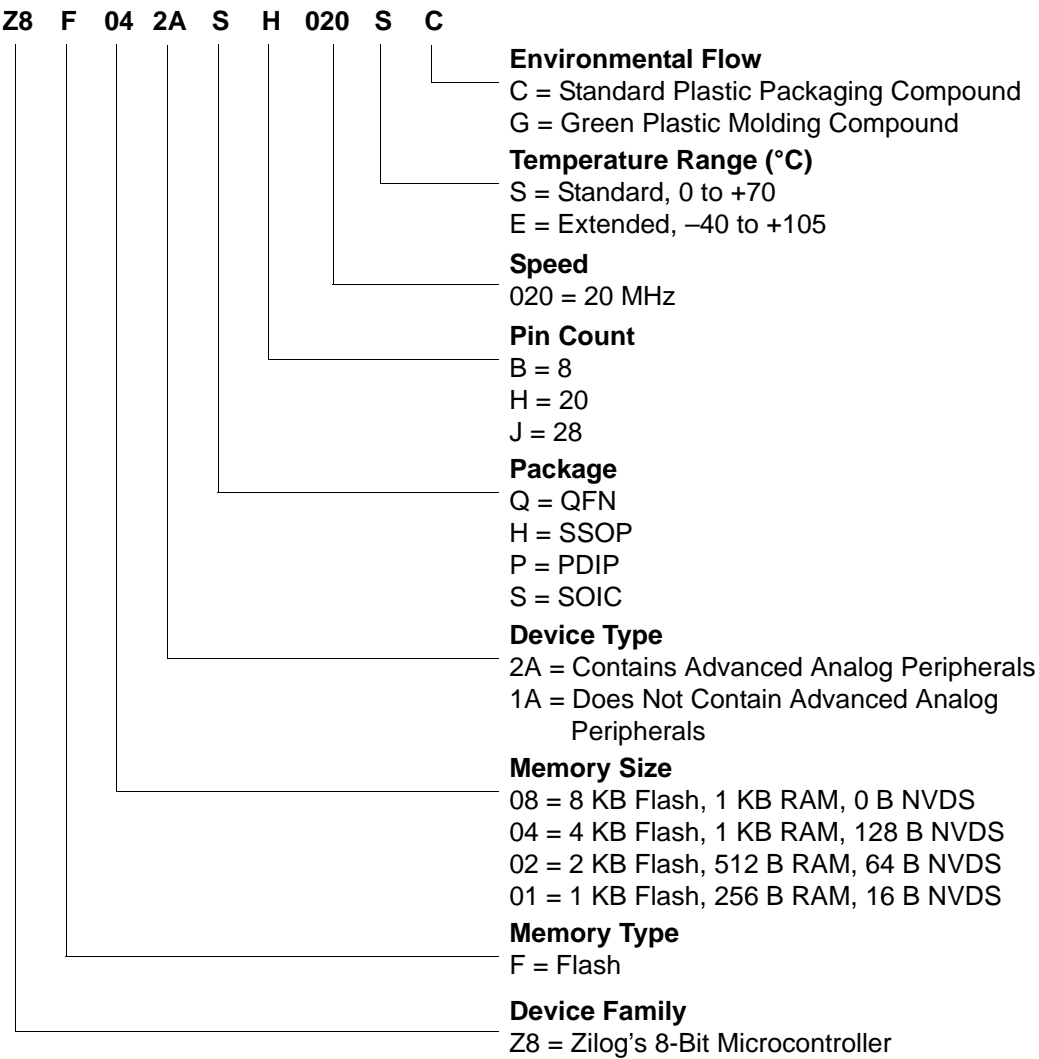 Z8 F 04 2A S H 020 S C
Environmental Flow
C = Standard Plastic Packaging Compound
G = Green Plastic Molding Compound
Temperature Range (°C)
S = Standard, 0 to +70
E = Extended, –40 to +105
Speed
020 = 20 MHz
Pin Count
B = 8
H = 20
J = 28
Package
Q = QFN
H = SSOP
P = PDIP
S = SOIC
Device Type
2A = Contains Advanced Analog Peripherals
1A = Does Not Contain Advanced Analog
Peripherals
Memory Size
08 = 8 KB Flash, 1 KB RAM, 0 B NVDS
04 = 4 KB Flash, 1 KB RAM, 128 B NVDS
02 = 2 KB Flash, 512 B RAM, 64 B NVDS
01 = 1 KB Flash, 256 B RAM, 16 B NVDS
Memory Type
F = Flash
Device Family
Z8 = Zilog's 8-Bit Microcontroller